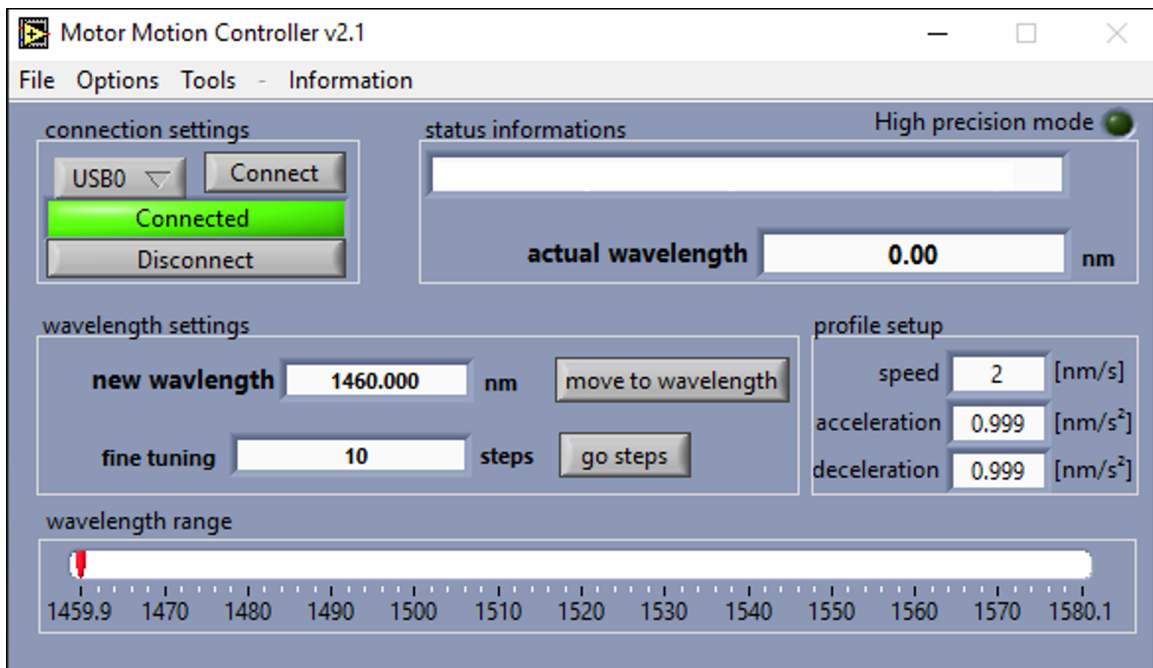 Motor Motion Controller v2.1
File Options Tools - Information
connection settings
USB0 Connect
Connected
Disconnect
status informations
High precision mode
actual wavelength 0.00 nm
wavelength settings
new wavlength 1460.000 nm move to wavelength
fine tuning 10 steps go steps
profile setup
speed 2 [nm/s]
acceleration 0.999 [nm/s²]
deceleration 0.999 [nm/s²]
wavelength range
1459.9 1470 1480 1490 1500 1510 1520 1530 1540 1550 1560 1570 1580.1